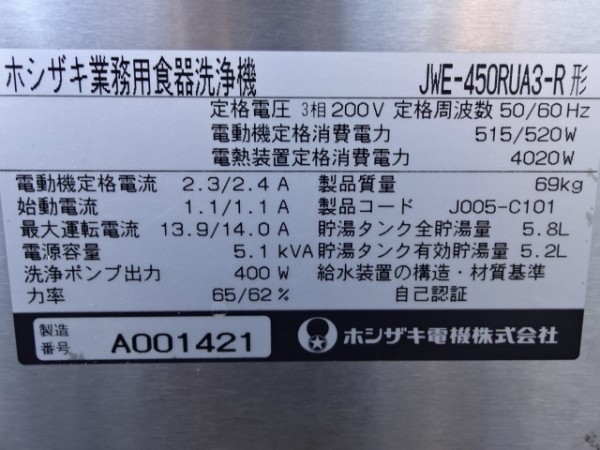 ホシザキ業務用食器洗浄機 JWE-450RUA3-R形
定格電圧 3相200V 定格周波数 50/60Hz
電動機定格消費電力 515/520W
電熱装置定格消費電力 4020W
電動機定格電流 2.3/2.4 A 製品質量 69kg
始動電流 1.1/1.1 A 製品コード J005-C101
最大運転電流 13.9/14.0 A 貯湯タンク全貯湯量 5.8L
電源容量 5.1 kVA 貯湯タンク有効貯湯量 5.2L
洗浄ポンプ出力 400 W 給水装置の構造・材質基準
力率 65/62 % 自己認証
製造番号 A001421 ホシザキ電機株式会社